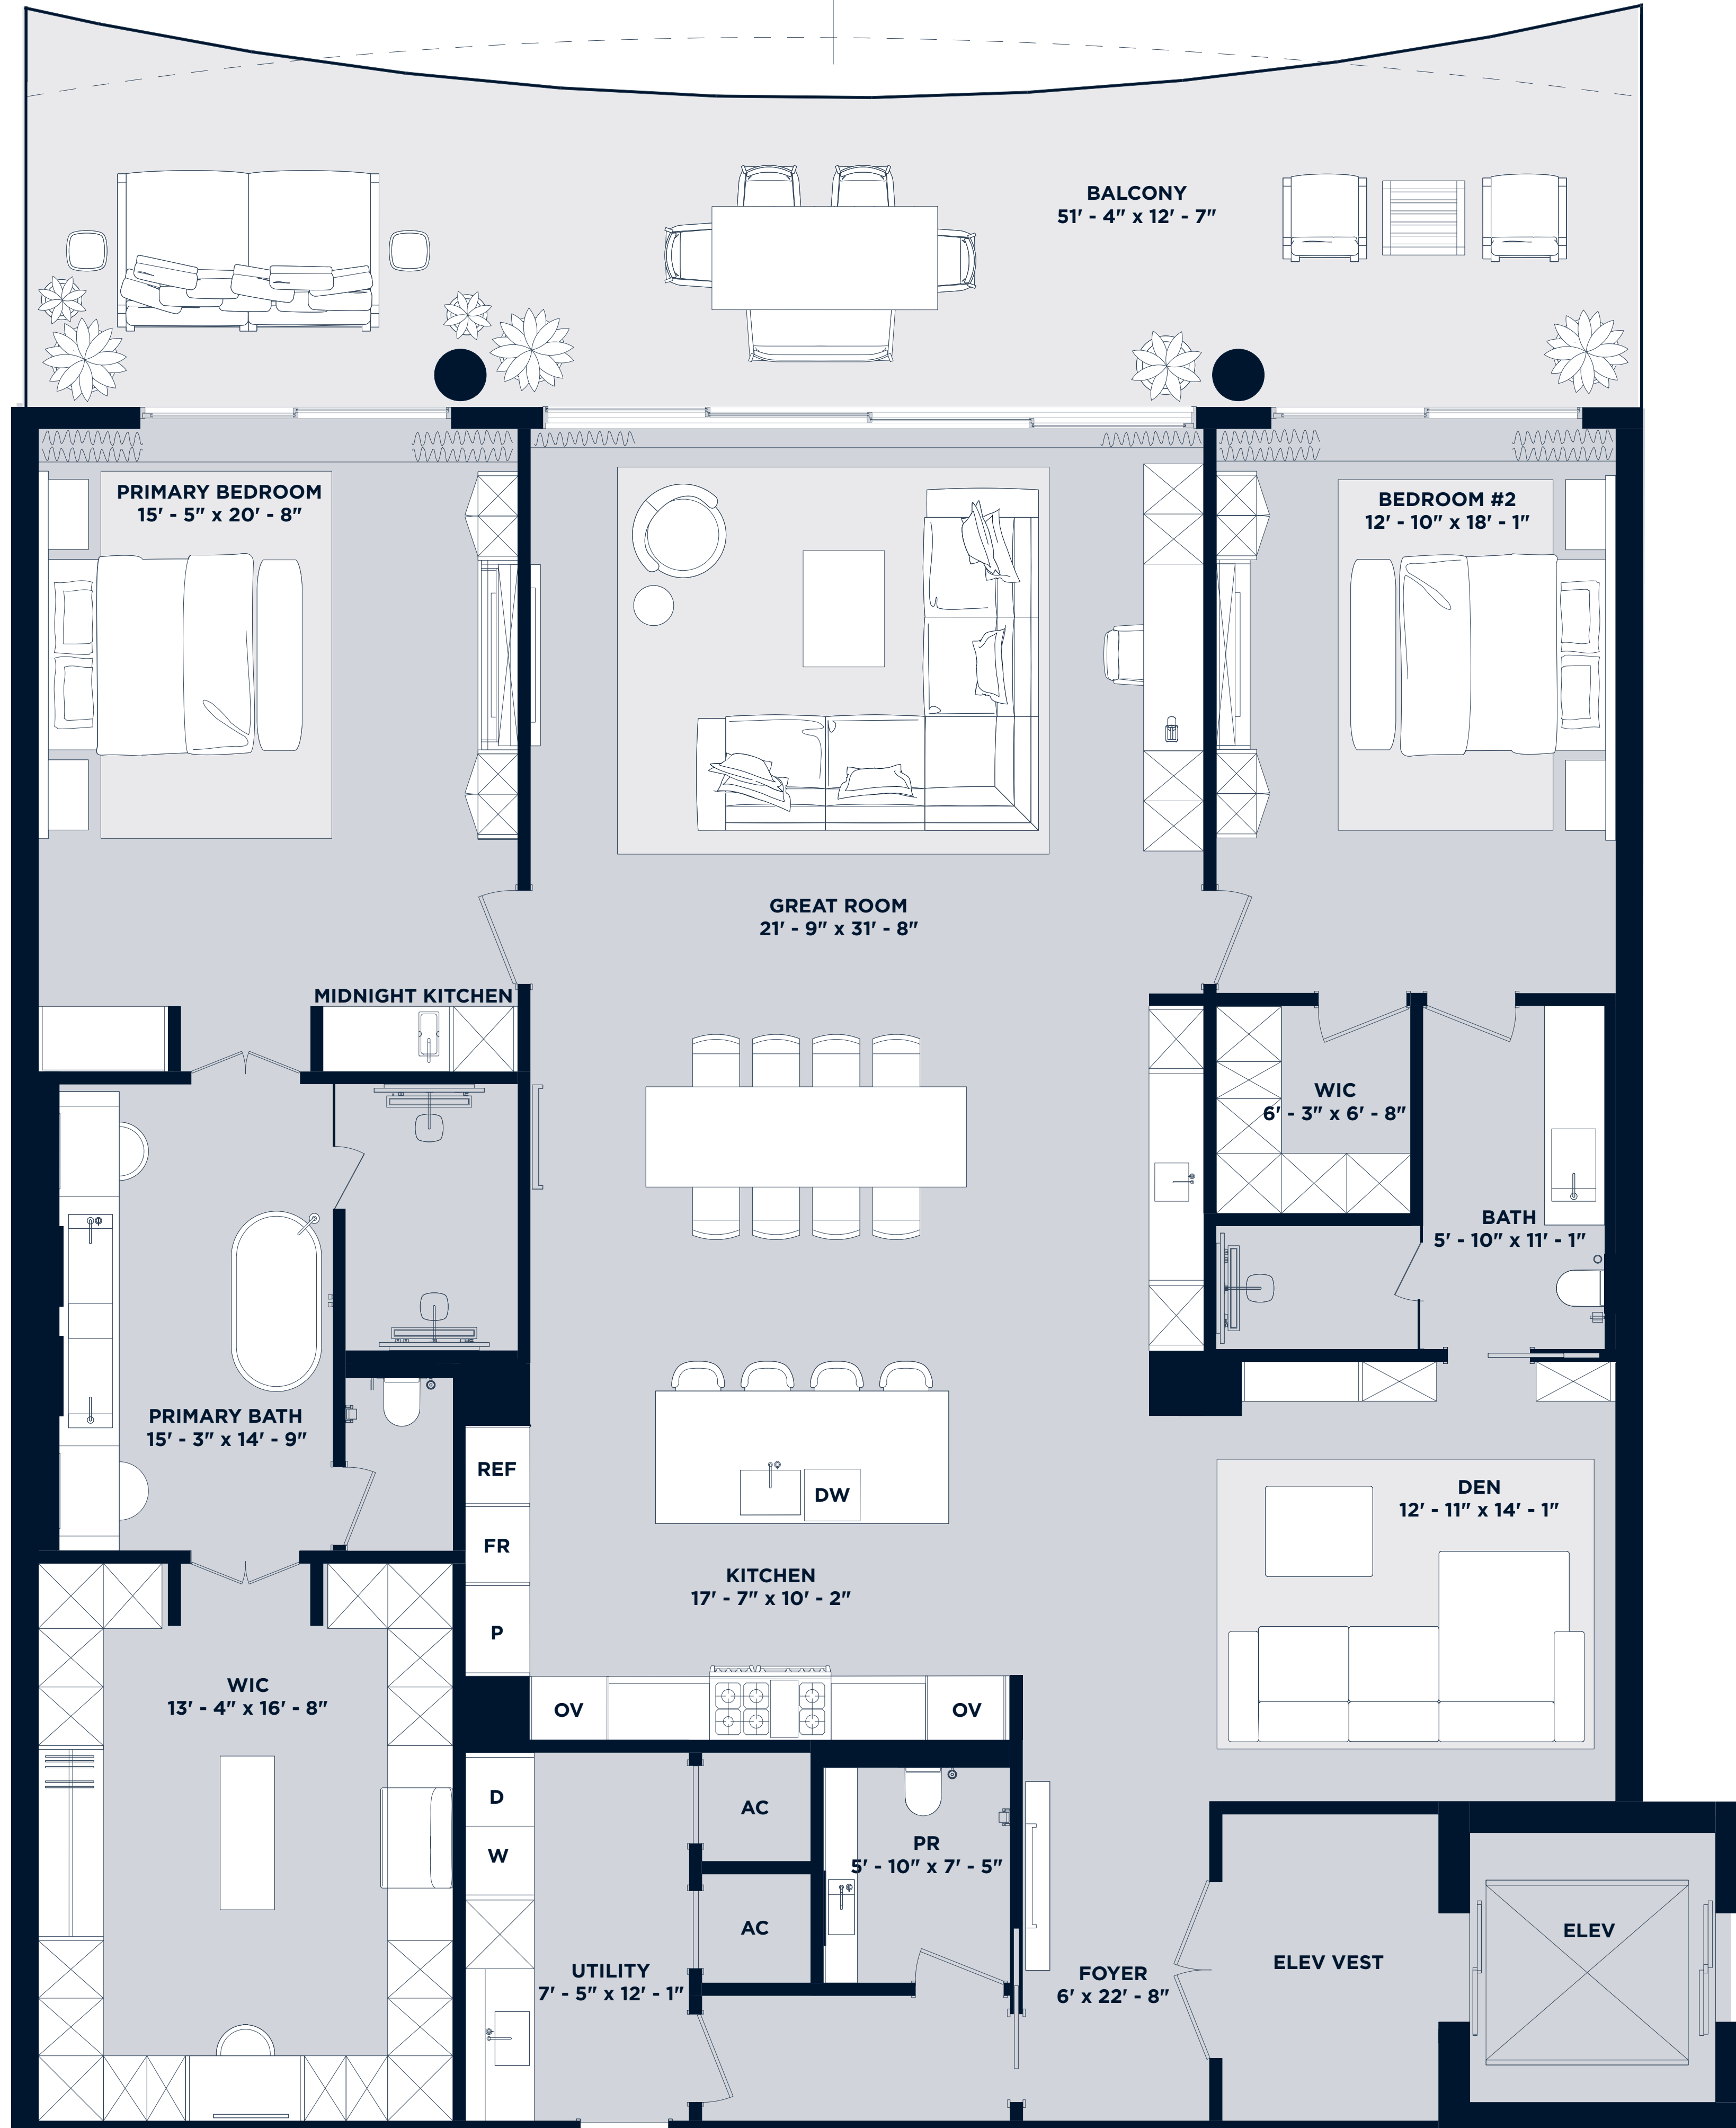 BALCONY
51' - 4" x 12' - 7"
PRIMARY BEDROOM
15' - 5" x 20' - 8"
BEDROOM #2
12' - 10" x 18' - 1"
GREAT ROOM
21' - 9" x 31' - 8"
MIDNIGHT KITCHEN
WIC
6' - 3" x 6' - 8"
BATH
5' - 10" x 11' - 1"
PRIMARY BATH
15' - 3" x 14' - 9"
REF
DW
DEN
12' - 11" x 14' - 1"
FR
KITCHEN
17' - 7" x 10' - 2"
P
WIC
13' - 4" x 16' - 8"
OV
OV
D
AC
W
PR
5' - 10" x 7' - 5"
AC
ELEV
ELEV VEST
UTILITY
7' - 5" x 12' - 1"
FOYER
6' x 22' - 8"